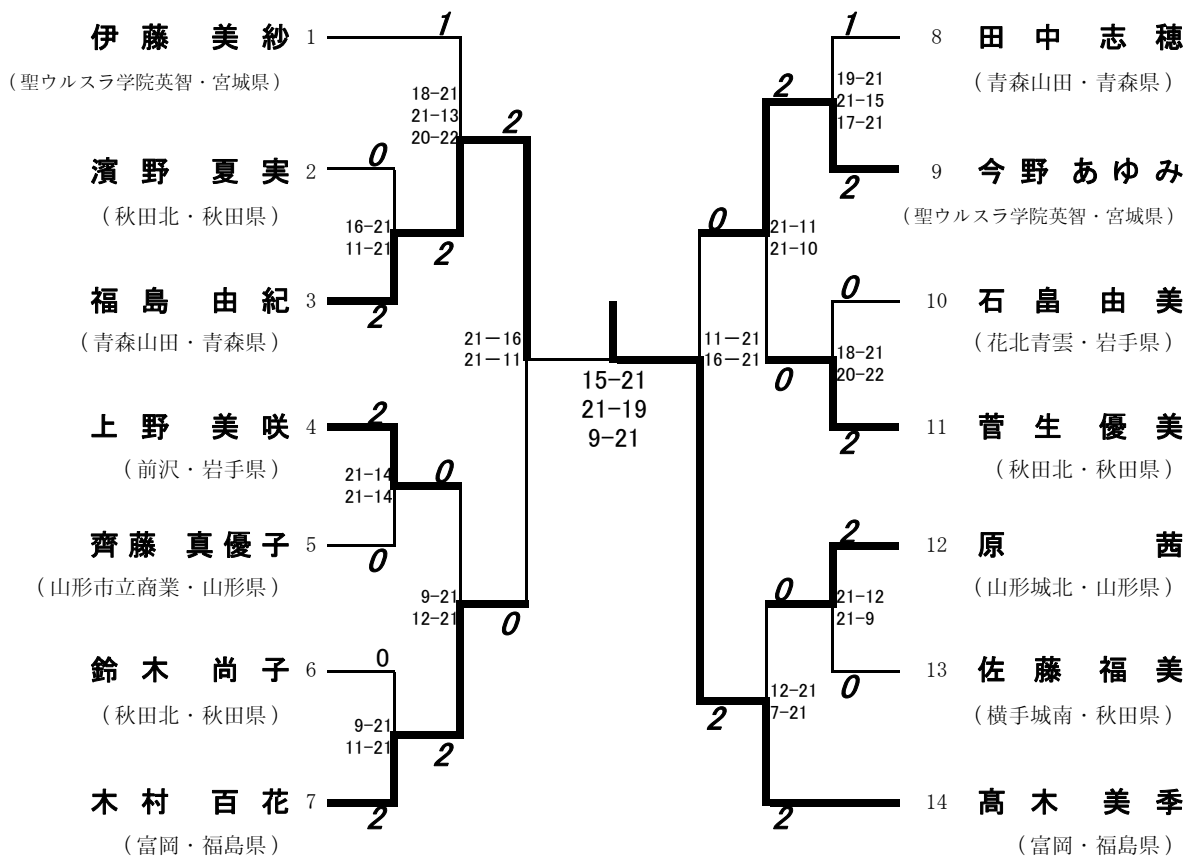 伊藤 美紗 1
(聖ウルスラ学院英智・宮城県)
濱野 夏実 2
(秋田北・秋田県)
福島 由紀 3
(青森山田・青森県)
上野 美咲 4
(前沢・岩手県)
齊藤 真優子 5
(山形市立商業・山形県)
鈴木 尚子 6
(秋田北・秋田県)
木村 百花 7
(富岡・福島県)
1
18-21
21-13
20-22
0
16-21
11-21
2
2
2
21-16
21-11
2
21-14
21-14
0
0
9-21
12-21
0
0
9-21
11-21
2
2
15-21
21-19
9-21
0
11-21
16-21
2
2
21-11
21-10
0
0
12-21
7-21
2
1
19-21
21-15
17-21
2
0
18-21
20-22
2
2
21-12
21-9
0
8 田中 志穂
(青森山田・青森県)
9 今野 あゆみ
(聖ウルスラ学院英智・宮城県)
10 石畠 由美
(花北青雲・岩手県)
11 菅生 優美
(秋田北・秋田県)
12 原 茜
(山形城北・山形県)
13 佐藤 福美
(横手城南・秋田県)
14 髙木 美季
(富岡・福島県)